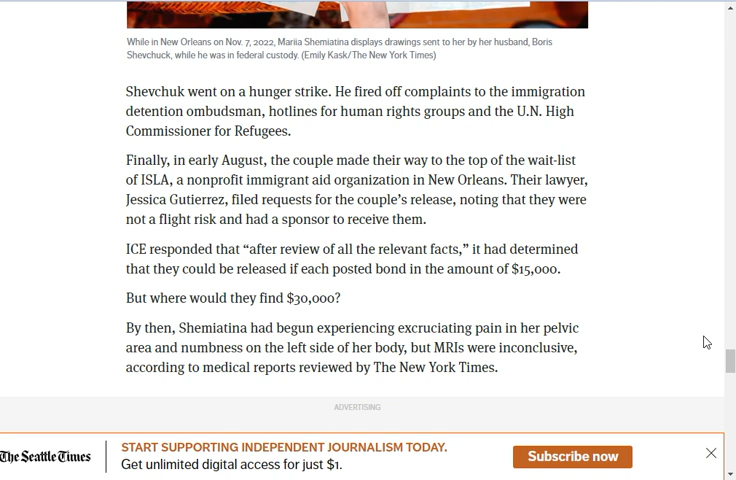 While in New Orleans on Nov. 7, 2022, Mariia Shemiatina displays drawings sent to her by her husband, Boris
Shevchuck, while he was in federal custody. (Emily Kask/The New York Times)
Shevchuk went on a hunger strike. He fired off complaints to the immigration
detention ombudsman, hotlines for human rights groups and the U.N. High
Commissioner for Refugees.
Finally, in early August, the couple made their way to the top of the wait-list
of ISLA, a nonprofit immigrant aid organization in New Orleans. Their lawyer,
Jessica Gutierrez, filed requests for the couple’s release, noting that they were
not a flight risk and had a sponsor to receive them.
ICE responded that “after review of all the relevant facts,” it had determined
that they could be released if each posted bond in the amount of $15,000.
But where would they find $30,000?
By then, Shemiatina had begun experiencing excruciating pain in her pelvic
area and numbness on the left side of her body, but MRIs were inconclusive,
according to medical reports reviewed by The New York Times.
ADVERTISING
The Seattle Times
START SUPPORTING INDEPENDENT JOURNALISM TODAY.
Get unlimited digital access for just $1.
Subscribe now